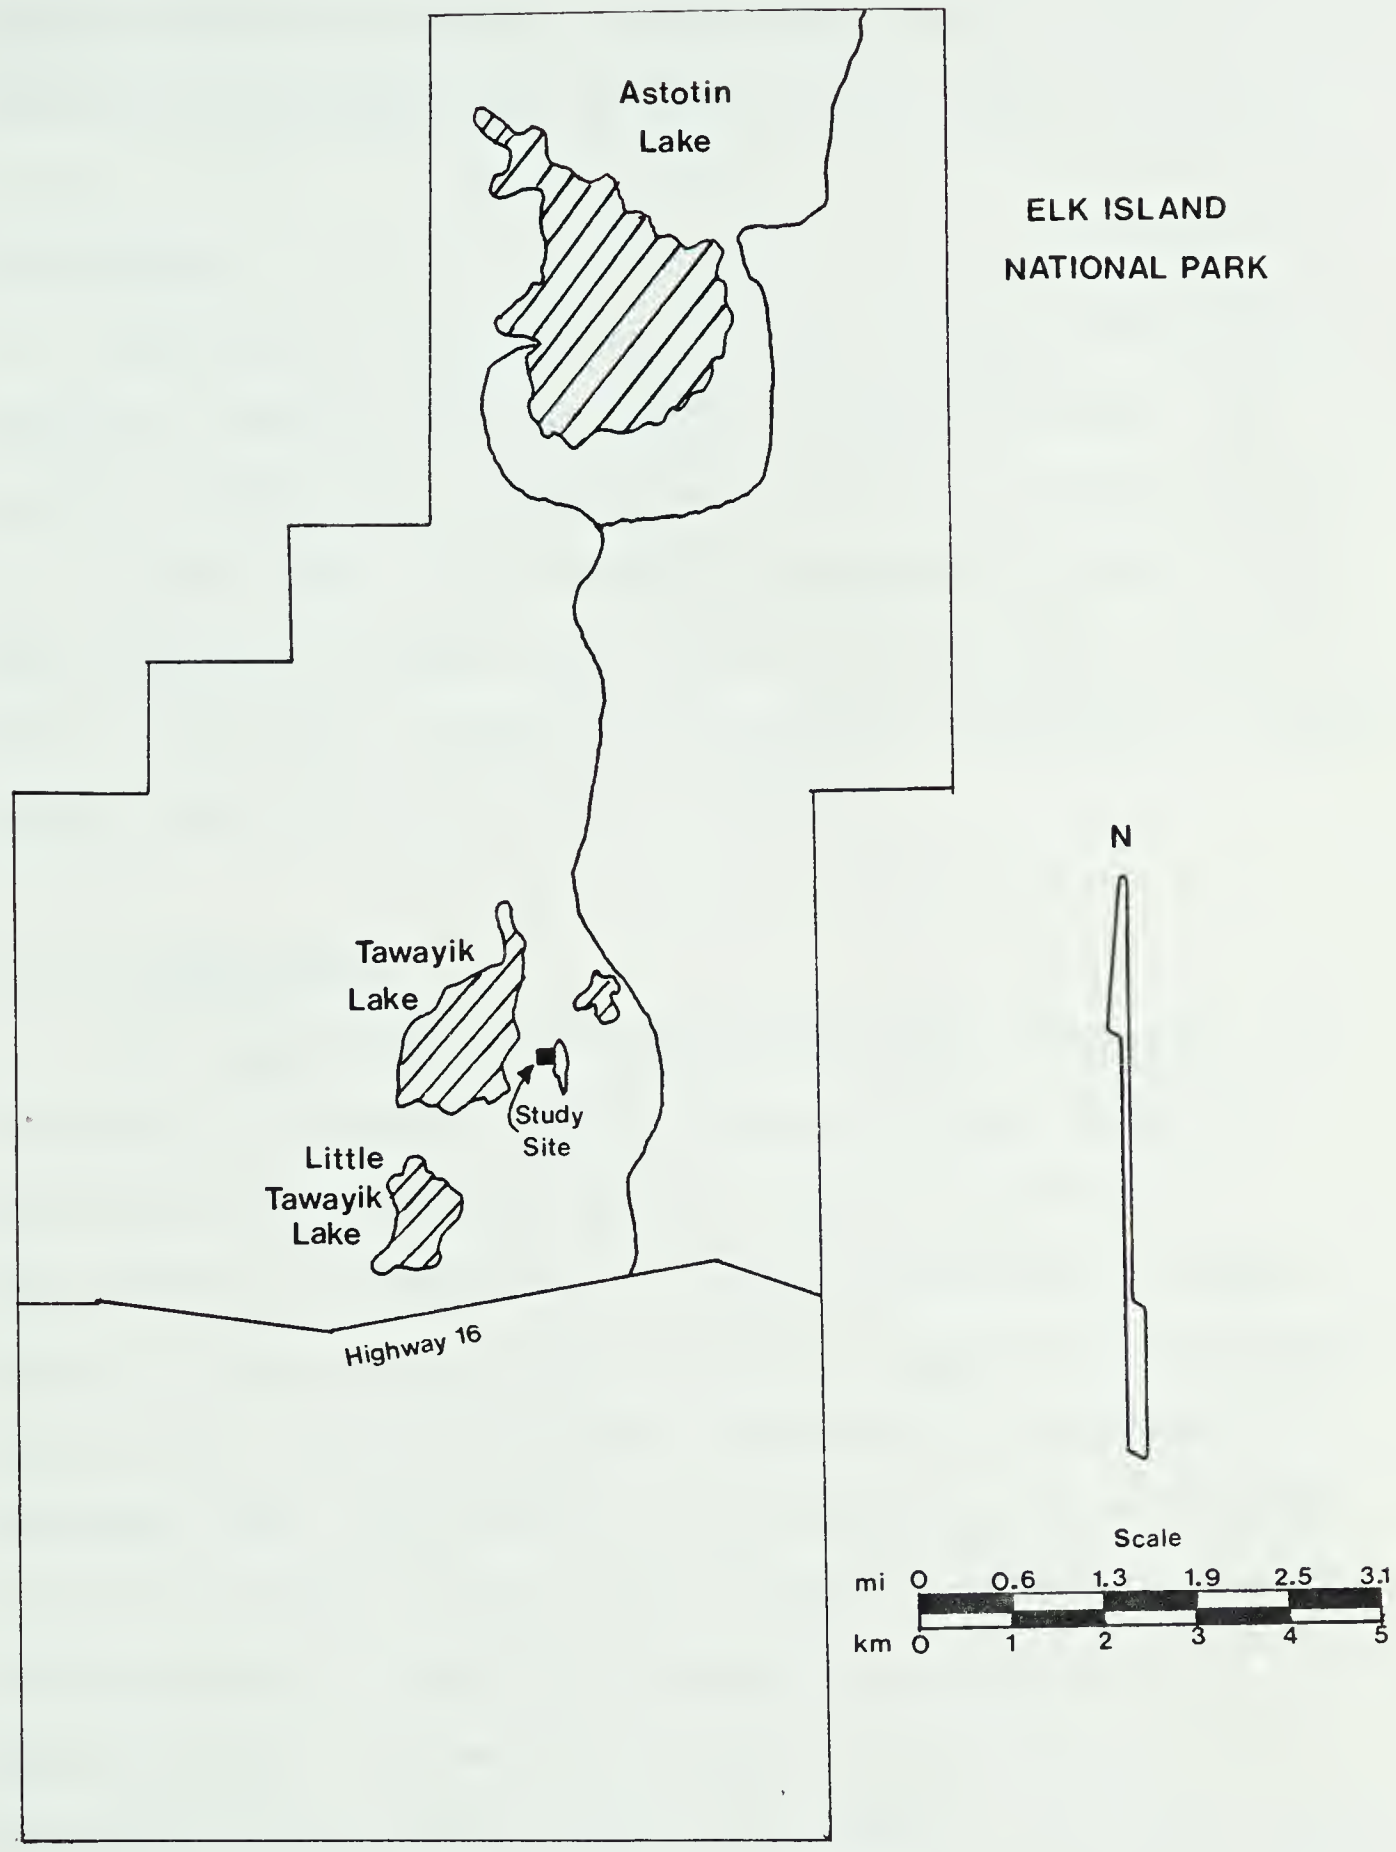 Astotin
Lake
ELK ISLAND
NATIONAL PARK
N
Tawayik
Lake
Study
Site
Little
Tawayik
Lake
Highway 16
Scale
mi 0 0.6 1.3 1.9 2.5 3.1
km 0 1 2 3 4 5